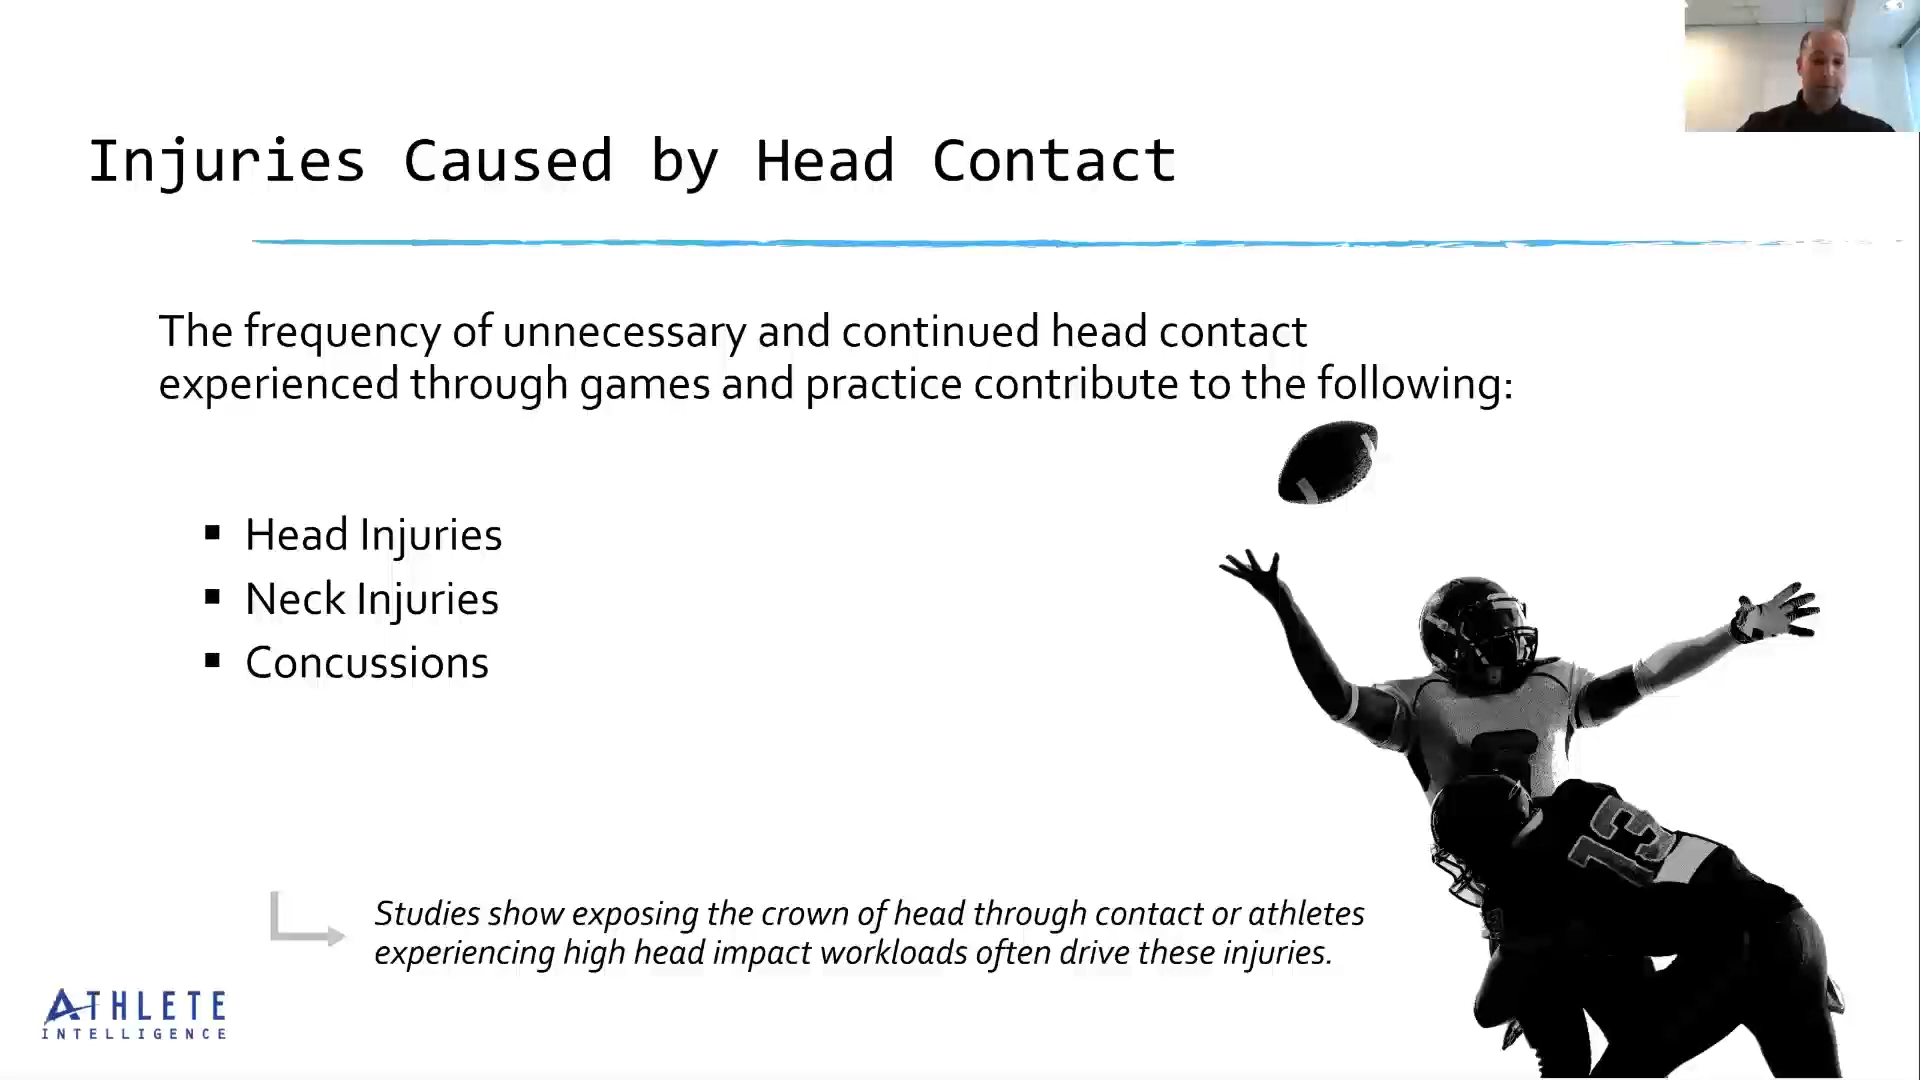 Injuries Caused by Head Contact
The frequency of unnecessary and continued head contact
experienced through games and practice contribute to the following:
▪ Head Injuries
▪ Neck Injuries
▪ Concussions
Studies show exposing the crown of head through contact or athletes
experiencing high head impact workloads often drive these injuries.
13
ATHLETE
INTELLIGENCE